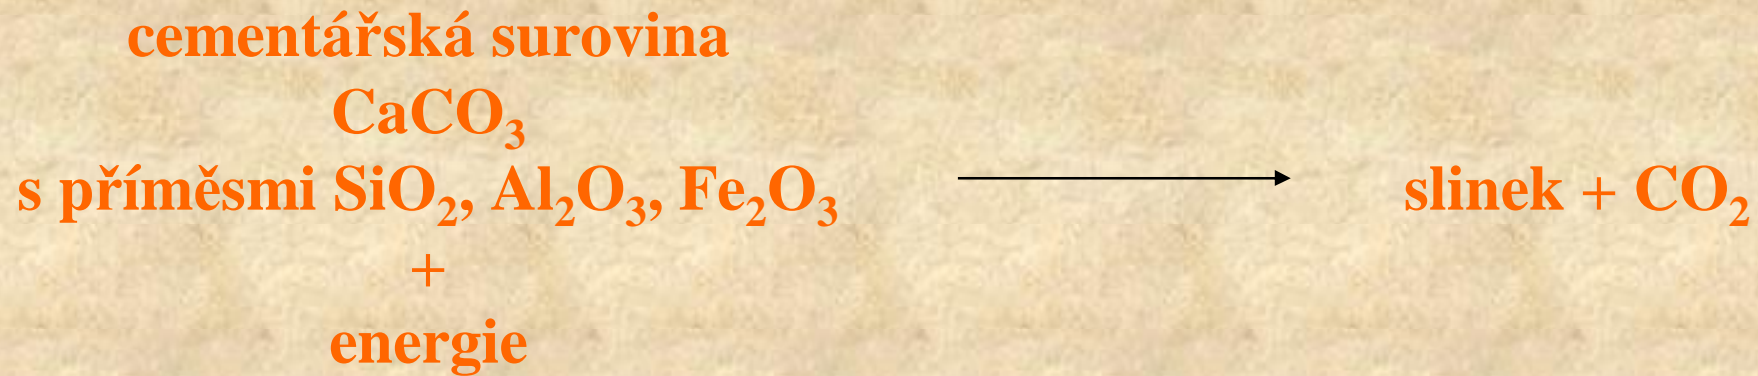 cementářská surovina
CaCO₃
s příměsmi SiO₂, Al₂O₃, Fe₂O₃
slinek + CO₂
+
energie